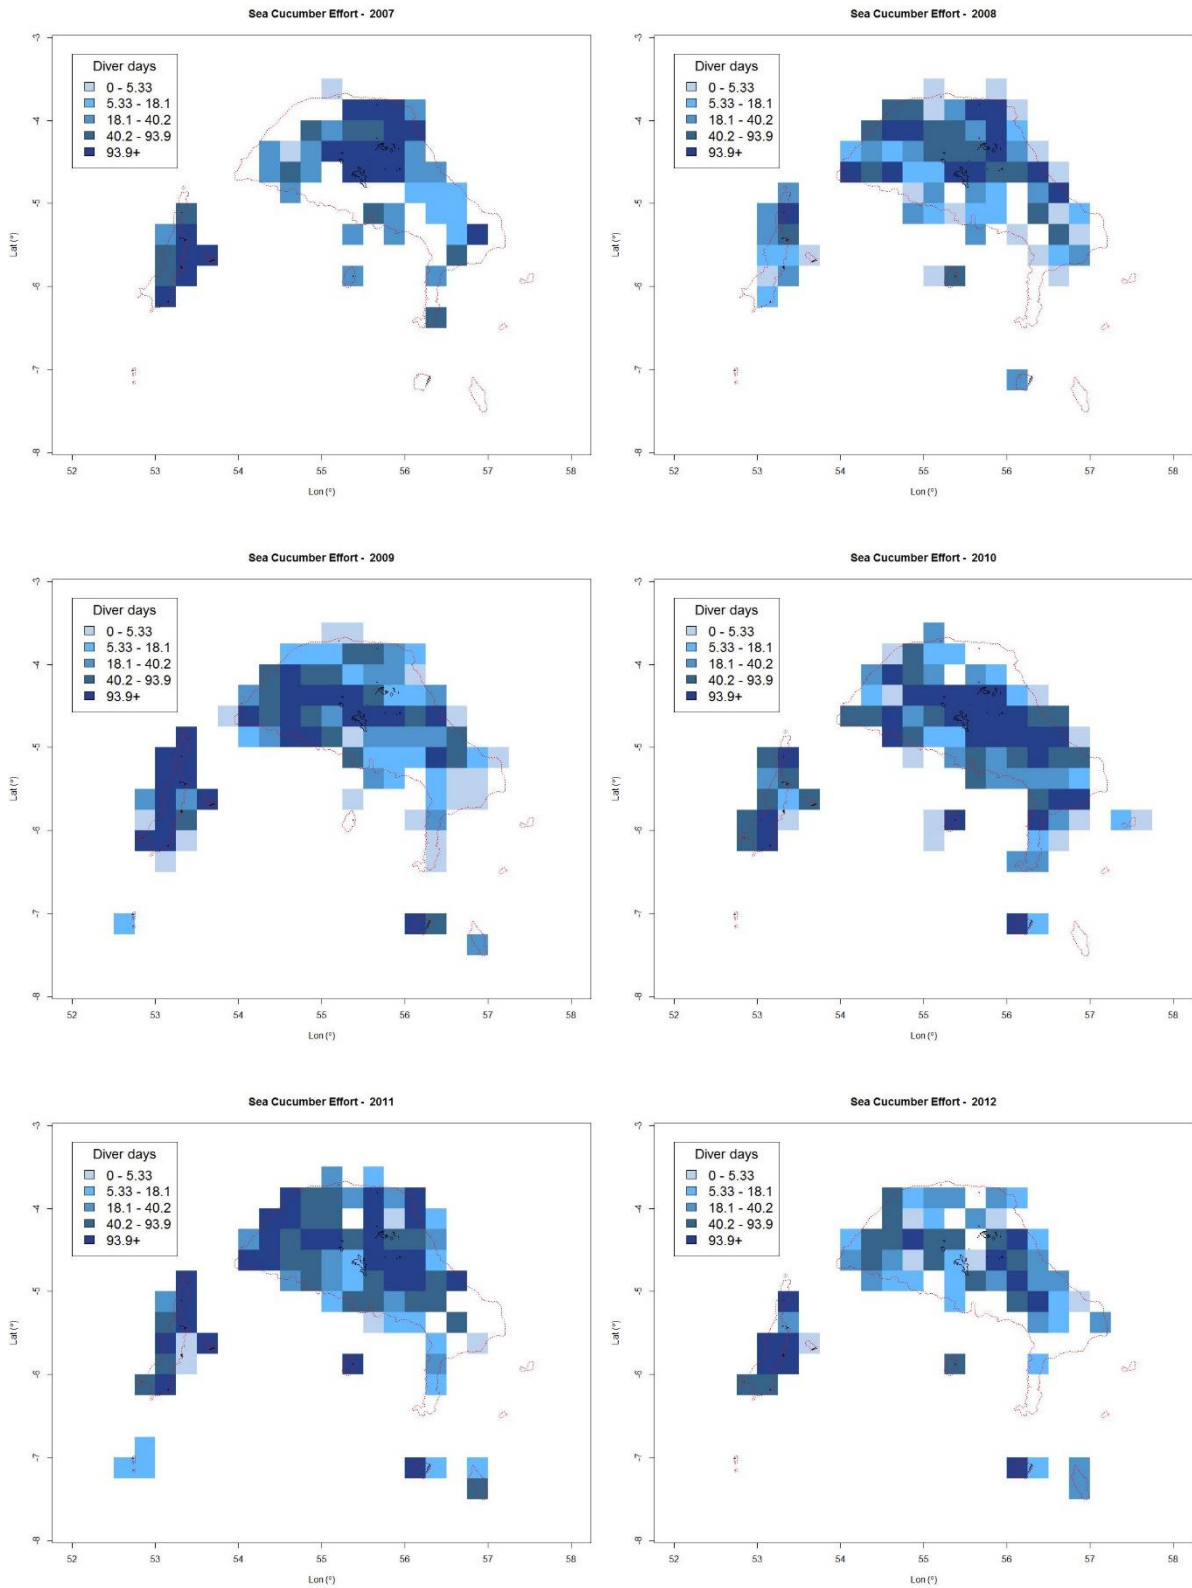 Sea Cucumber Effort - 2007
Diver days
0 - 5.33
5.33 - 18.1
18.1 - 40.2
40.2 - 93.9
93.9+
-3
-4
-5
-6
-7
-8
Lat (°)
52 53 54 55 56 57 58
Lon (°)
Sea Cucumber Effort - 2008
Diver days
0 - 5.33
5.33 - 18.1
18.1 - 40.2
40.2 - 93.9
93.9+
-3
-4
-5
-6
-7
-8
Lat (°)
52 53 54 55 56 57 58
Lon (°)
Sea Cucumber Effort - 2009
Diver days
0 - 5.33
5.33 - 18.1
18.1 - 40.2
40.2 - 93.9
93.9+
-3
-4
-5
-6
-7
-8
Lat (°)
52 53 54 55 56 57 58
Lon (°)
Sea Cucumber Effort - 2010
Diver days
0 - 5.33
5.33 - 18.1
18.1 - 40.2
40.2 - 93.9
93.9+
-3
-4
-5
-6
-7
-8
Lat (°)
52 53 54 55 56 57 58
Lon (°)
Sea Cucumber Effort - 2011
Diver days
0 - 5.33
5.33 - 18.1
18.1 - 40.2
40.2 - 93.9
93.9+
-3
-4
-5
-6
-7
-8
Lat (°)
52 53 54 55 56 57 58
Lon (°)
Sea Cucumber Effort - 2012
Diver days
0 - 5.33
5.33 - 18.1
18.1 - 40.2
40.2 - 93.9
93.9+
-3
-4
-5
-6
-7
-8
Lat (°)
52 53 54 55 56 57 58
Lon (°)